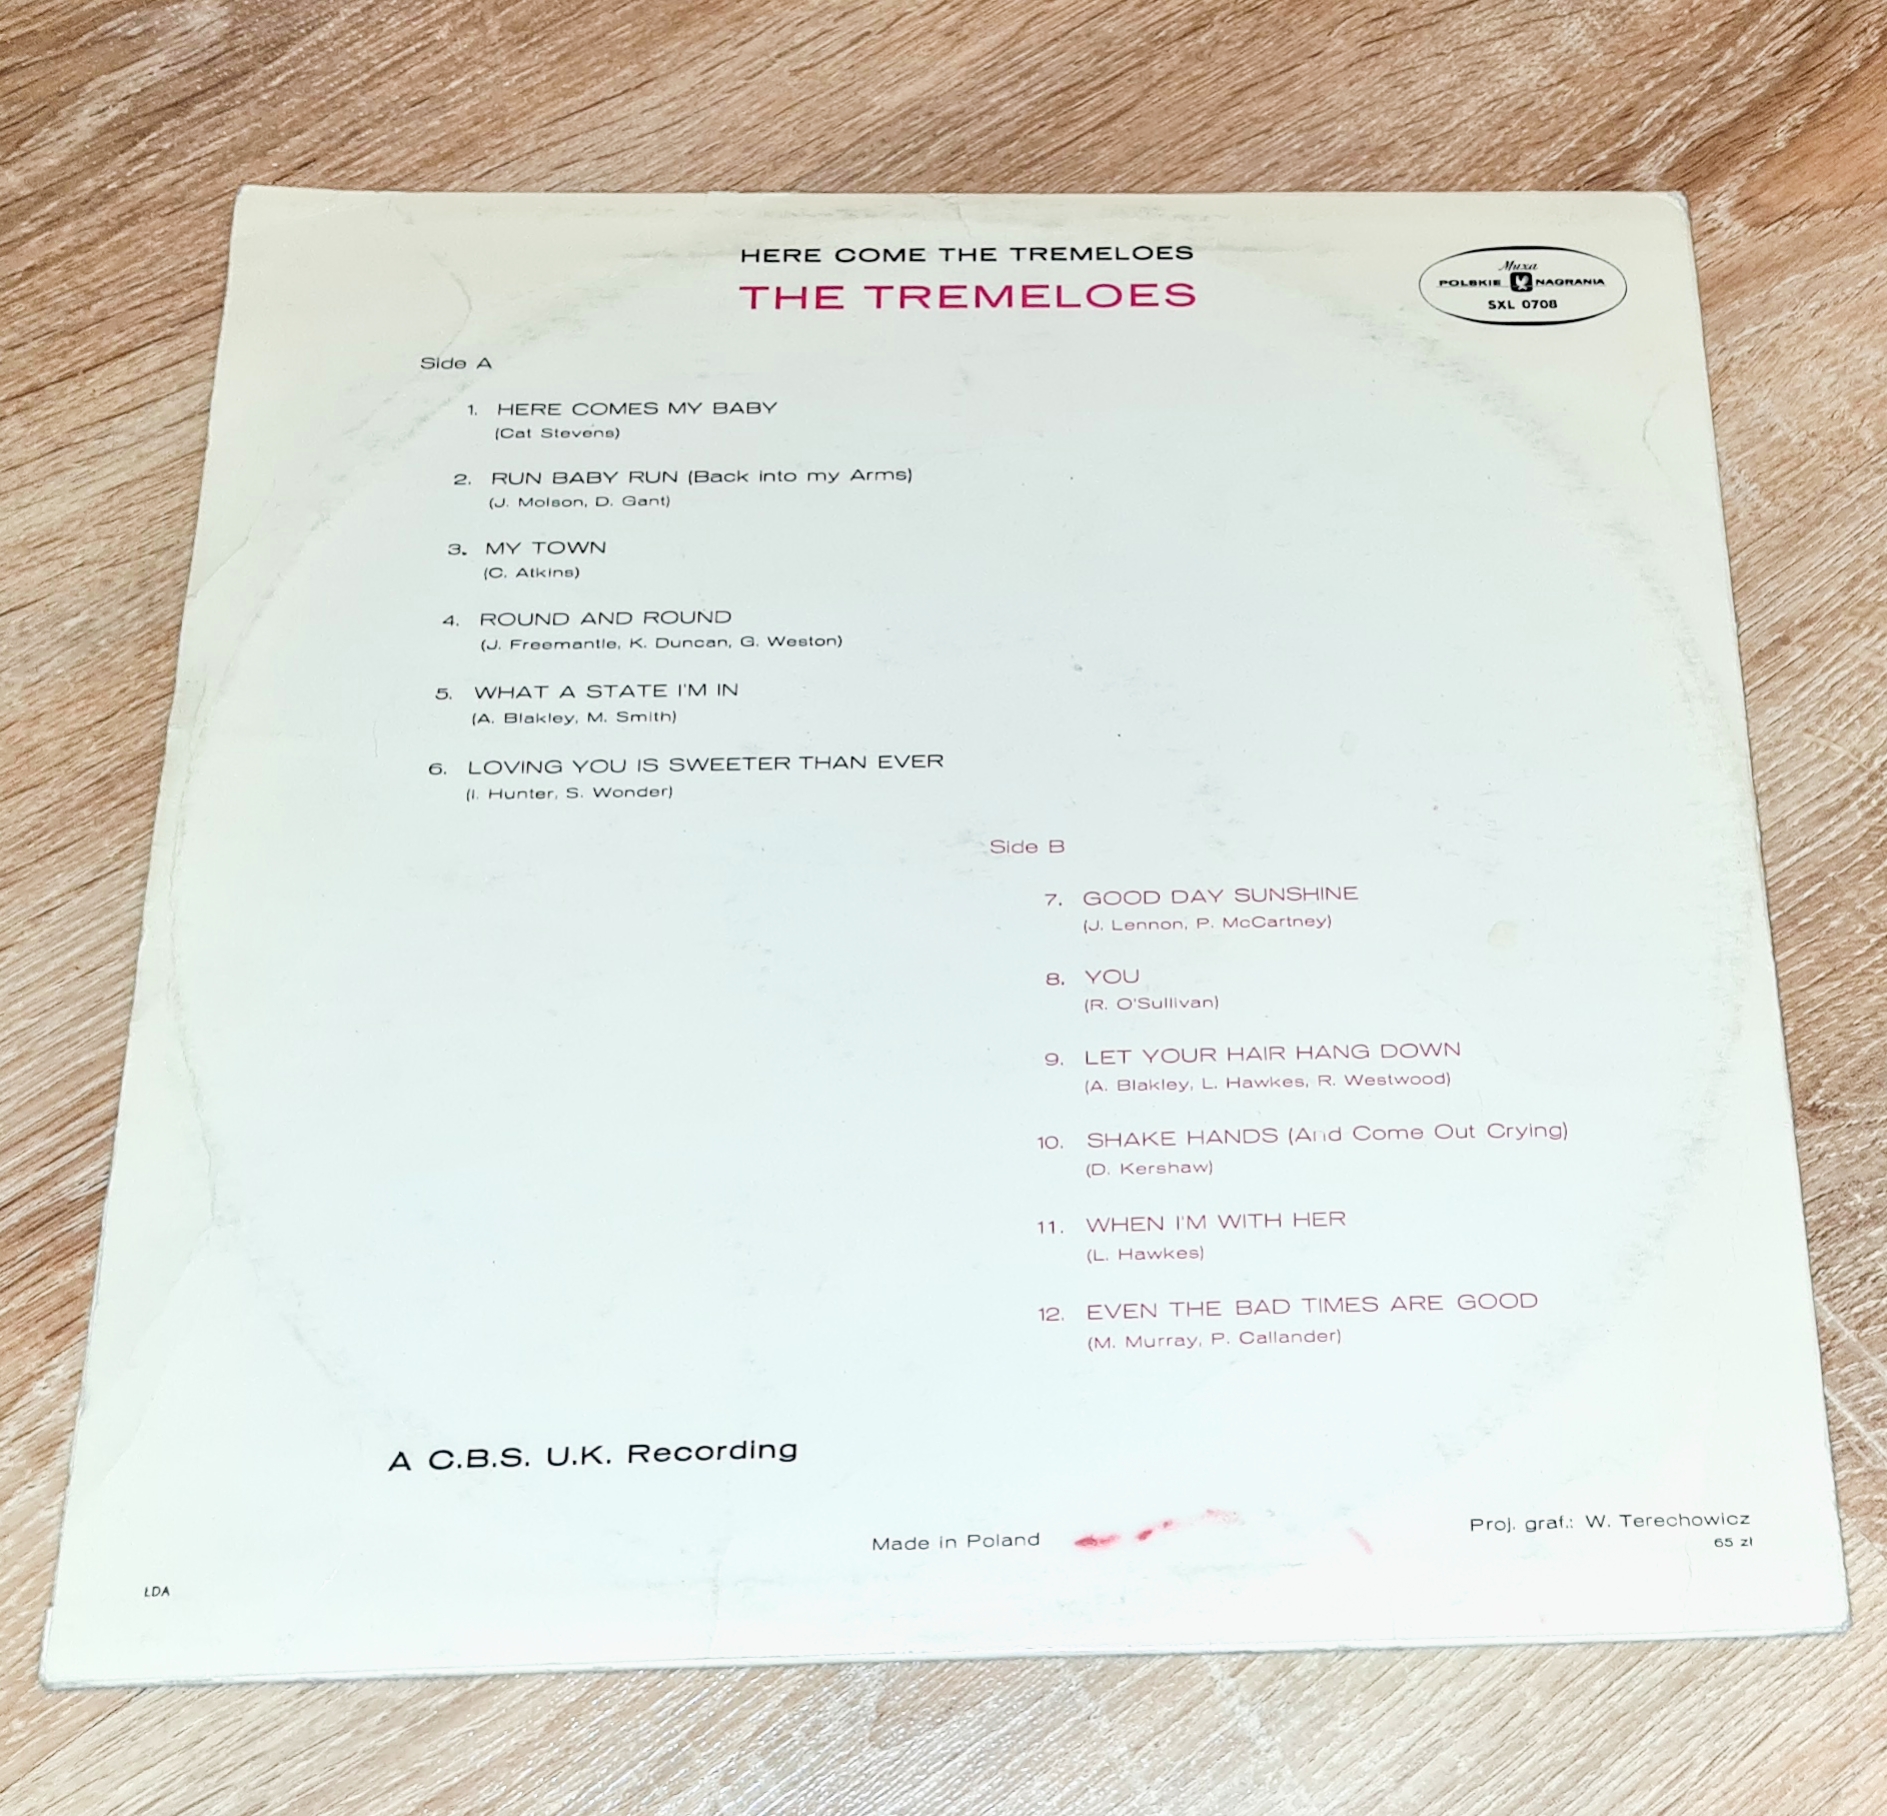 HERE COME THE TREMELOES
THE TREMELOES
Muza
POLSKIE NAGRANIA
SXL 0708
Side A
1. HERE COMES MY BABY
(Cat Stevens)
2. RUN BABY RUN (Back into my Arms)
(J. Molson, D. Gant)
3. MY TOWN
(C. Atkins)
4. ROUND AND ROUND
(J. Freemantle, K. Duncan, G. Weston)
5. WHAT A STATE I'M IN
(A. Blakley, M. Smith)
6. LOVING YOU IS SWEETER THAN EVER
(I. Hunter, S. Wonder)
Side B
7. GOOD DAY SUNSHINE
(J. Lennon, P. McCartney)
8. YOU
(R. O'Sullivan)
9. LET YOUR HAIR HANG DOWN
(A. Blakley, L. Hawkes, R. Westwood)
10. SHAKE HANDS (And Come Out Crying)
(D. Kershaw)
11. WHEN I'M WITH HER
(L. Hawkes)
12. EVEN THE BAD TIMES ARE GOOD
(M. Murray, P. Callander)
A C.B.S. U.K. Recording
Made in Poland
Proj. graf.: W. Terechowicz
65 zł
LDA